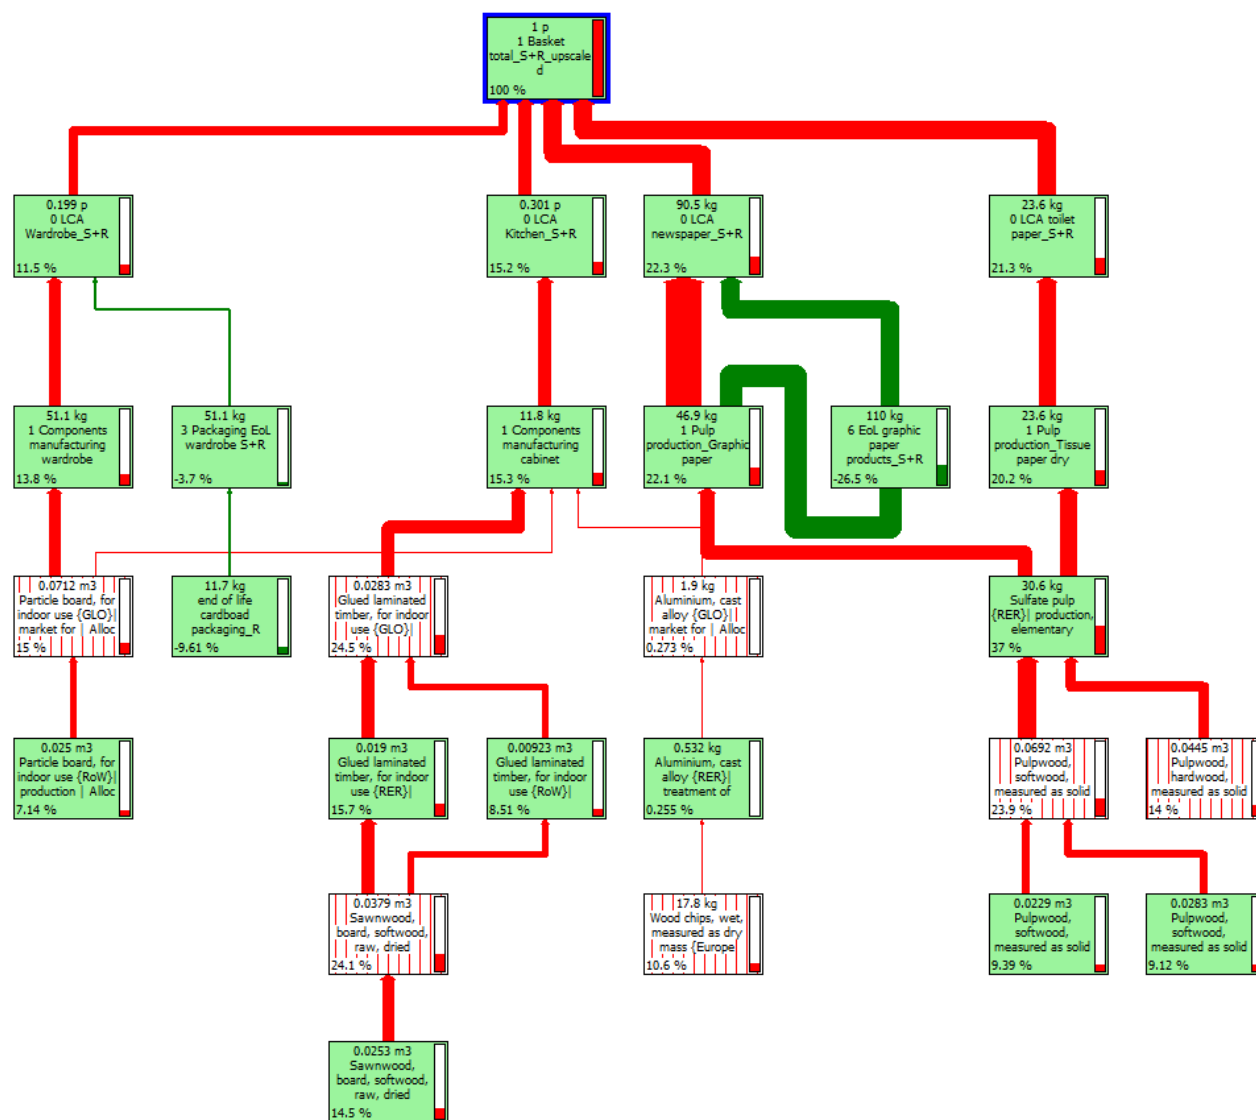 1 p
1 Basket
total_S+R_upscale
d
100 %
0.199 p
0 LCA
Wardrobe_S+R
11.5 %
0.301 p
0 LCA
Kitchen_S+R
15.2 %
90.5 kg
0 LCA
newspaper_S+R
22.3 %
23.6 kg
0 LCA toilet
paper_S+R
21.3 %
51.1 kg
1 Components
manufacturing
wardrobe
13.8 %
51.1 kg
3 Packaging EoL
wardrobe S+R
-3.7 %
11.8 kg
1 Components
manufacturing
cabinet
15.3 %
46.9 kg
1 Pulp
production_Graphic
paper
22.1 %
110 kg
6 EoL graphic
paper
products_S+R
-26.5 %
23.6 kg
1 Pulp
production_Tissue
paper dry
20.2 %
0.0712 m3
Particle board, for
indoor use {GLO}|
market for | Alloc
15 %
11.7 kg
end of life
cardboad
packaging_R
-9.61 %
0.0283 m3
Glued laminated
timber, for indoor
use {GLO}|
24.5 %
1.9 kg
Aluminium, cast
alloy {GLO}|
market for | Alloc
0.273 %
30.6 kg
Sulfate pulp
{RER}| production,
elementary
37 %
0.025 m3
Particle board, for
indoor use {RoW}|
production | Alloc
7.14 %
0.019 m3
Glued laminated
timber, for indoor
use {RER}|
15.7 %
0.00923 m3
Glued laminated
timber, for indoor
use {RoW}|
8.51 %
0.532 kg
Aluminium, cast
alloy {RER}|
treatment of
0.255 %
0.0692 m3
Pulpwood,
softwood,
measured as solid
23.9 %
0.0445 m3
Pulpwood,
hardwood,
measured as solid
14 %
0.0379 m3
Sawnwood,
board, softwood,
raw, dried
24.1 %
17.8 kg
Wood chips, wet,
measured as dry
mass {Europe
10.6 %
0.0229 m3
Pulpwood,
softwood,
measured as solid
9.39 %
0.0283 m3
Pulpwood,
softwood,
measured as solid
9.12 %
0.0253 m3
Sawnwood,
board, softwood,
raw, dried
14.5 %